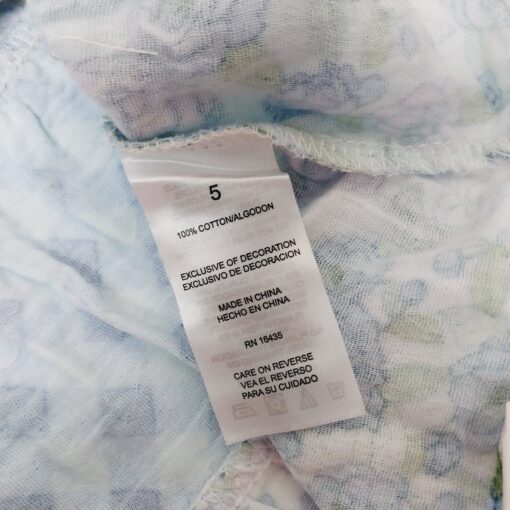 5
100% COTTON/ALGODON
EXCLUSIVE OF DECORATION
EXCLUSIVO DE DECORACION
MADE IN CHINA
HECHO EN CHINA
RN 16435
CARE ON REVERSE
VEA EL REVERSO
PARA SU CUIDADO